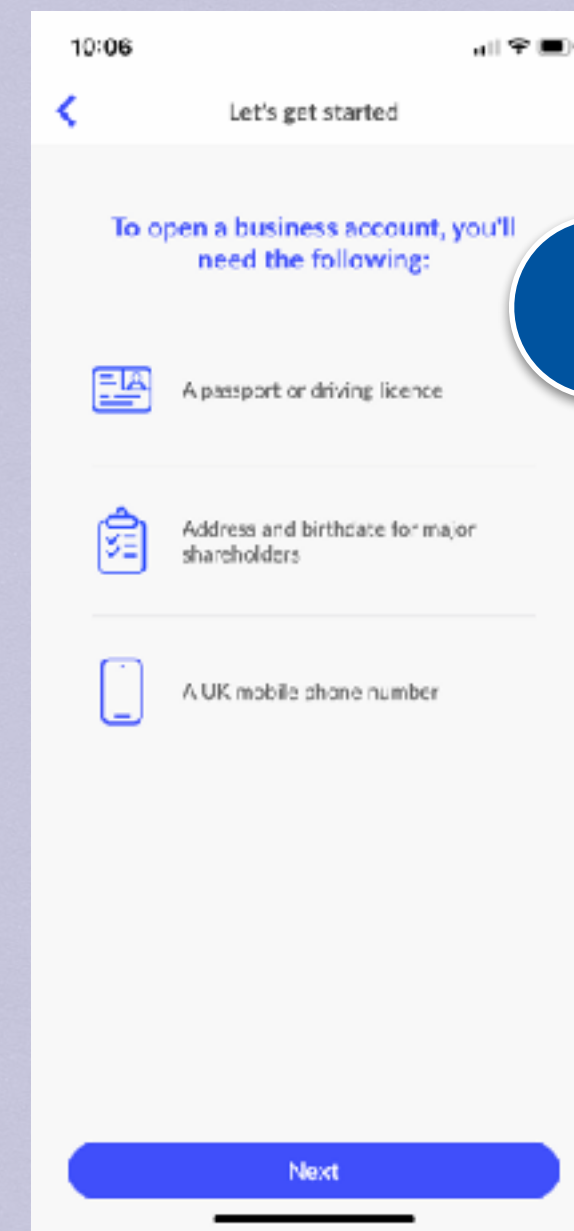 10:06
Let's get started
To open a business account, you'll
need the following:
A passport or driving licence
Address and birthdate for major
shareholders
A UK mobile phone number
Next